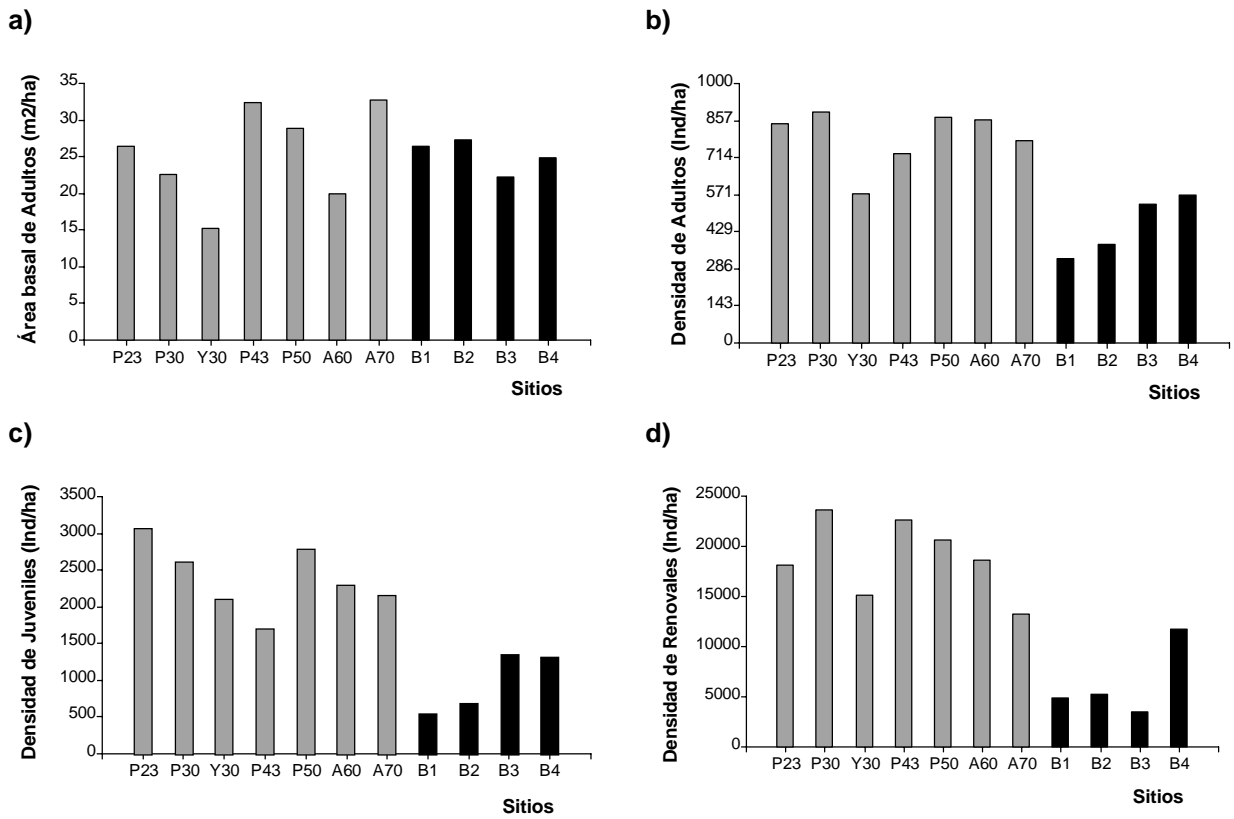 a)
Área basal de Adultos (m2/ha)
35
30
25
20
15
10
5
0
P23 P30 Y30 P43 P50 A60 A70 B1 B2 B3 B4
Sitios
b)
Densidad de Adultos (Ind/ha)
1000
857
714
571
429
286
143
0
P23 P30 Y30 P43 P50 A60 A70 B1 B2 B3 B4
Sitios
c)
Densidad de Juveniles (Ind/ha)
3500
3000
2500
2000
1500
1000
500
0
P23 P30 Y30 P43 P50 A60 A70 B1 B2 B3 B4
Sitios
d)
Densidad de Renovales (Ind/ha)
25000
20000
15000
10000
5000
0
P23 P30 Y30 P43 P50 A60 A70 B1 B2 B3 B4
Sitios